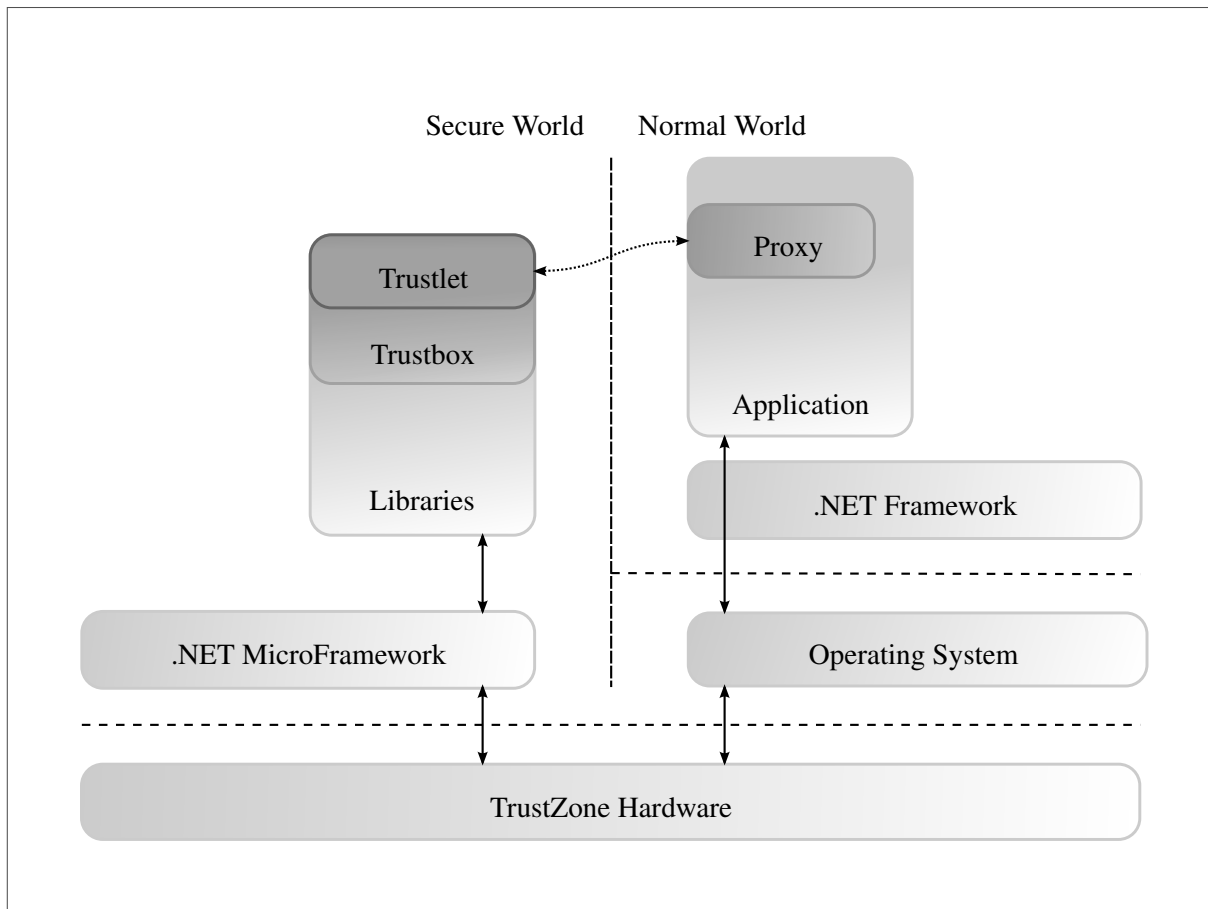 Secure World
Normal World
Trustlet
Proxy
Trustbox
Application
Libraries
.NET Framework
.NET MicroFramework
Operating System
TrustZone Hardware